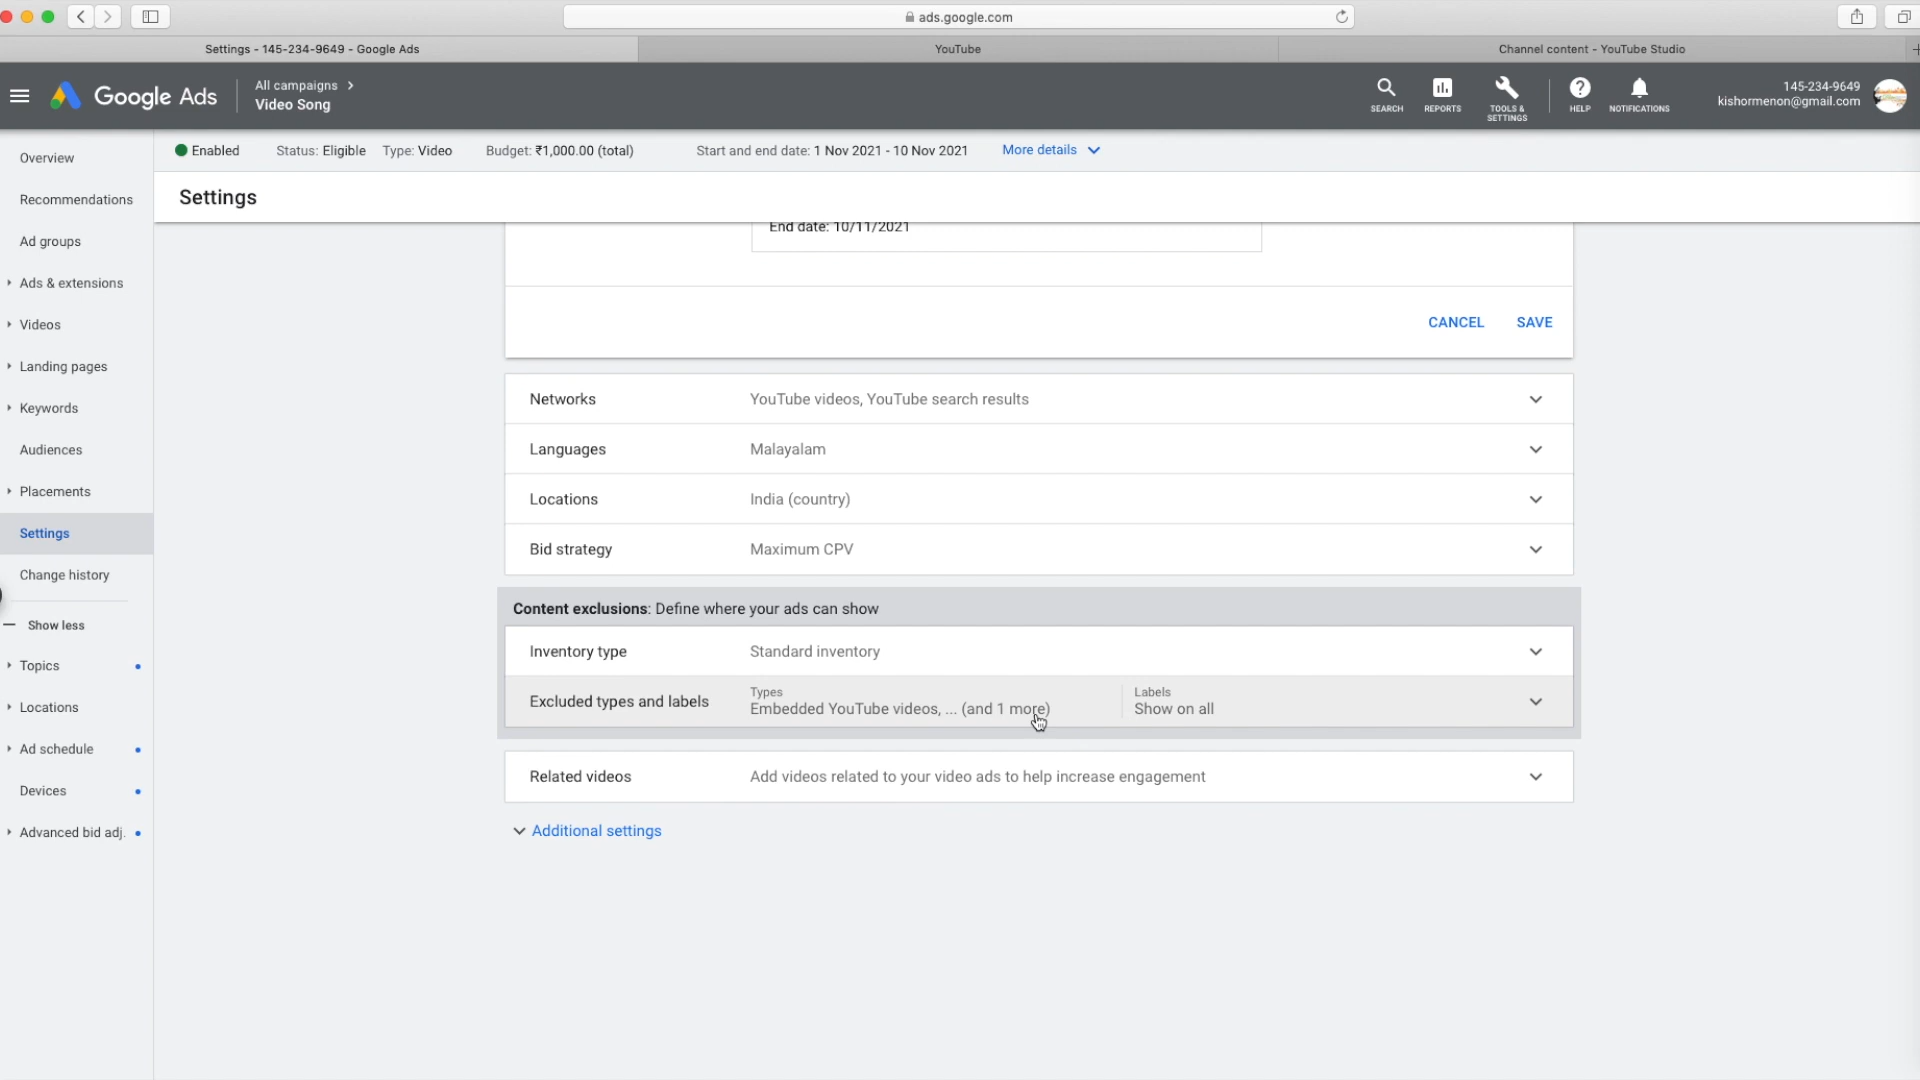 ads.google.com
Settings - 145-234-9649 - Google Ads
YouTube
Channel content - YouTube Studio
Google Ads
All campaigns
Video Song
SEARCH
REPORTS
TOOLS &
SETTINGS
HELP
NOTIFICATIONS
145-234-9649
kishormenon@gmail.com
Enabled
Status: Eligible
Type: Video
Budget: ₹1,000.00 (total)
Start and end date: 1 Nov 2021 - 10 Nov 2021
More details
Overview
Recommendations
Ad groups
Ads & extensions
Videos
Landing pages
Keywords
Audiences
Placements
Settings
Change history
Show less
Topics
Locations
Ad schedule
Devices
Advanced bid adj.
Settings
End date: 10/11/2021
CANCEL
SAVE
Networks
YouTube videos, YouTube search results
Languages
Malayalam
Locations
India (country)
Bid strategy
Maximum CPV
Content exclusions: Define where your ads can show
Inventory type
Standard inventory
Excluded types and labels
Types
Embedded YouTube videos, ... (and 1 more)
Labels
Show on all
Related videos
Add videos related to your video ads to help increase engagement
Additional settings